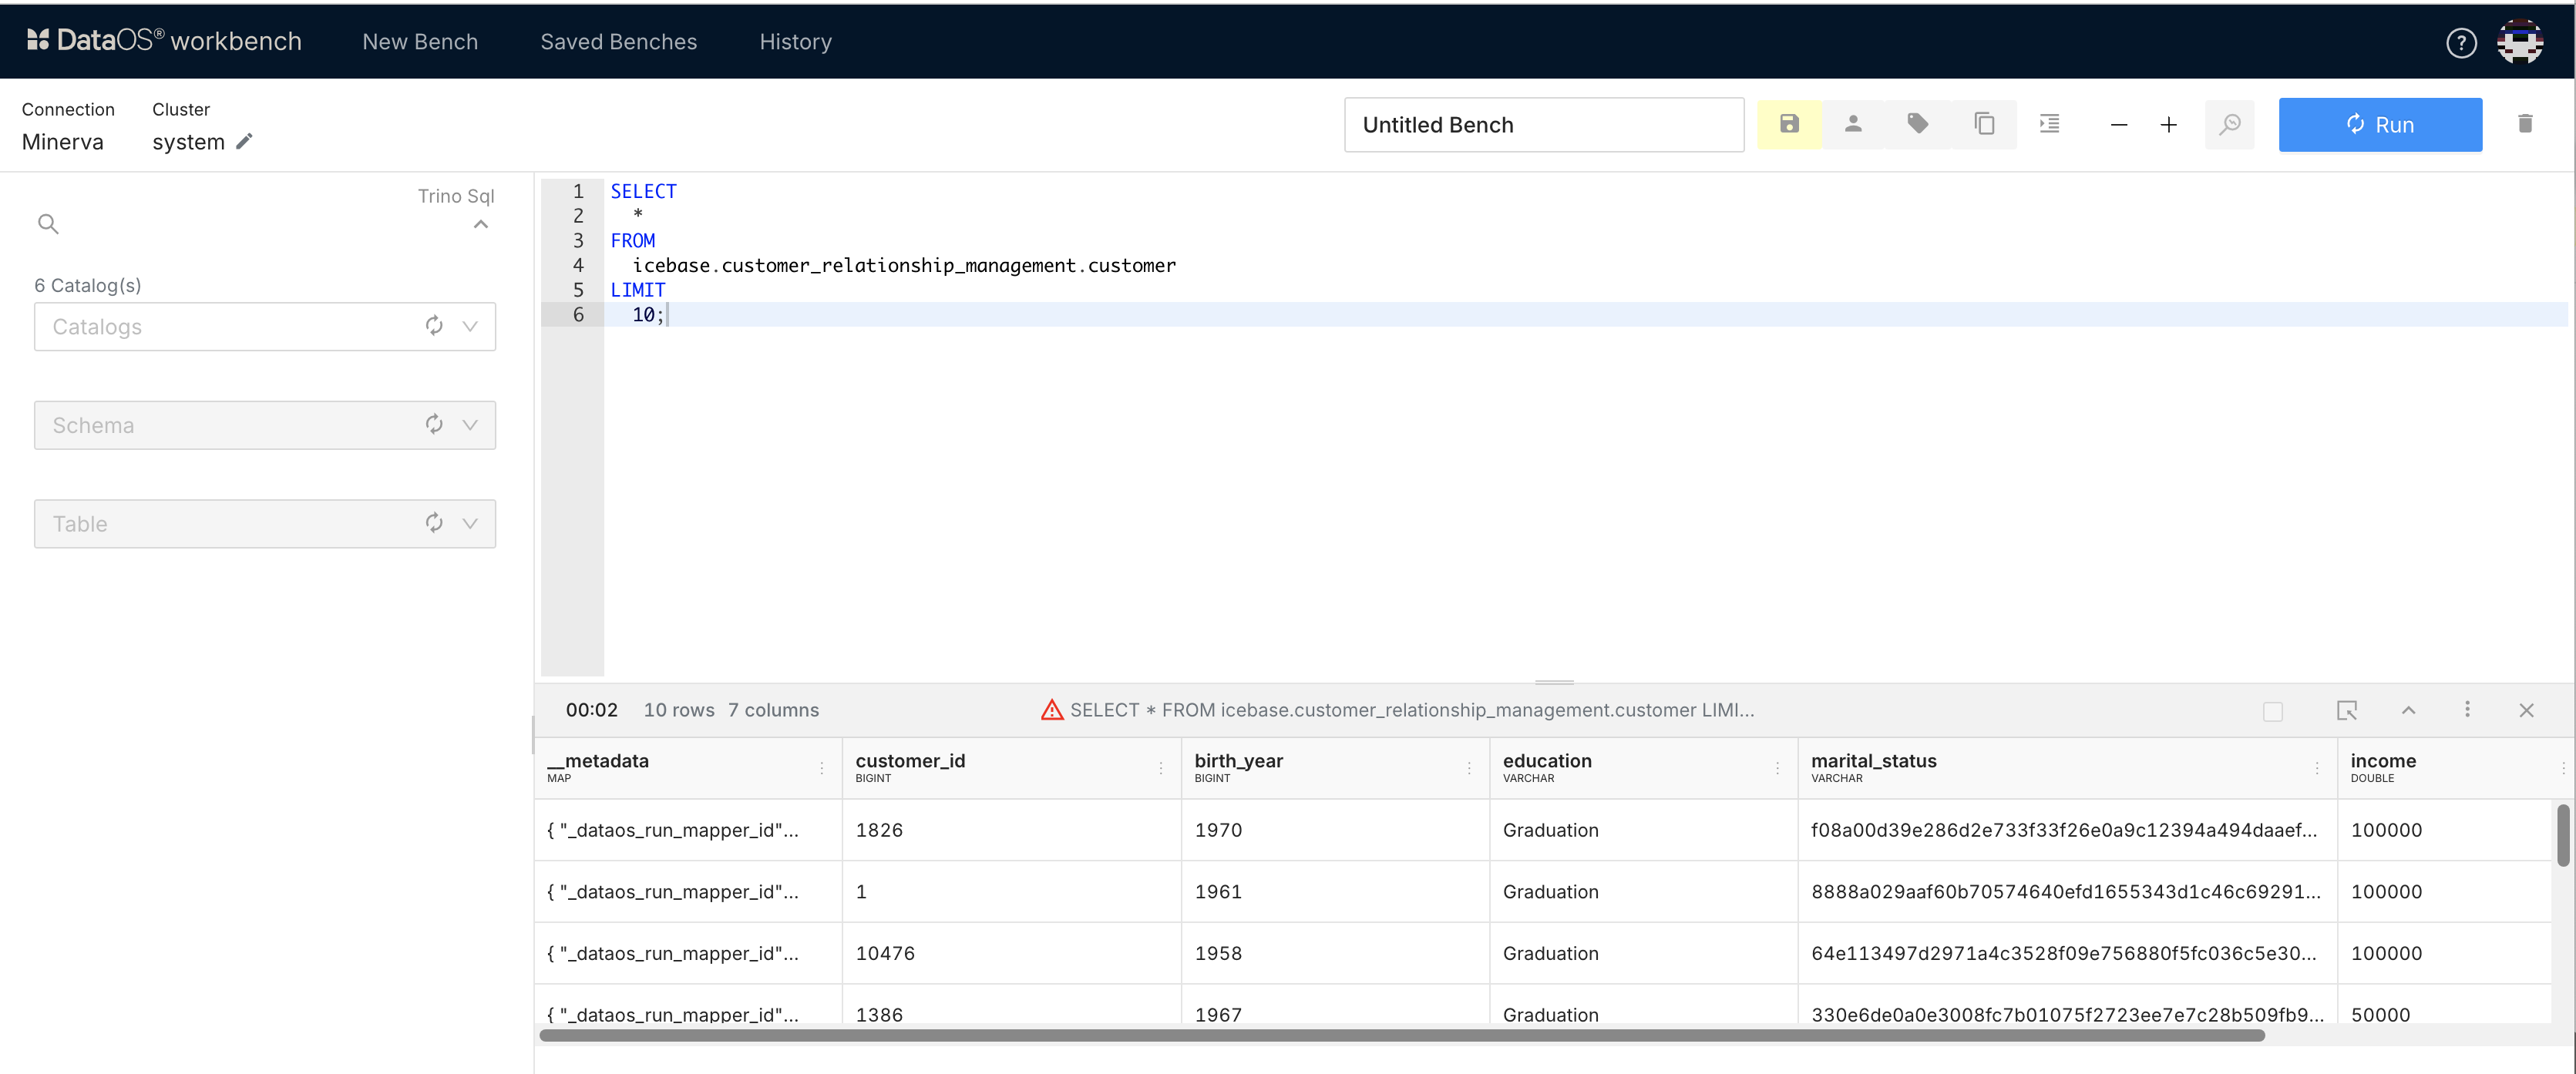 DataOS® workbench New Bench Saved Benches History ?
Connection Cluster
Minerva system
Untitled Bench
Run
Trino Sql
6 Catalog(s)
Catalogs
Schema
Table
1 SELECT
2 *
3 FROM
4 icebase.customer_relationship_management.customer
5 LIMIT
6 10;
00:02 10 rows 7 columns SELECT * FROM icebase.customer_relationship_management.customer LIMI...
__metadata customer_id birth_year education marital_status income
MAP BIGINT BIGINT VARCHAR VARCHAR DOUBLE
{ "_dataos_run_mapper_id"... 1826 1970 Graduation f08a00d39e286d2e733f33f26e0a9c12394a494daaef... 100000
{ "_dataos_run_mapper_id"... 1 1961 Graduation 8888a029aaf60b70574640efd1655343d1c46c69291... 100000
{ "_dataos_run_mapper_id"... 10476 1958 Graduation 64e113497d2971a4c3528f09e756880f5fc036c5e30... 100000
{ "_dataos_run_mapper_id"... 1386 1967 Graduation 330e6de0a0e3008fc7b01075f2723ee7e7c28b509fb9... 50000